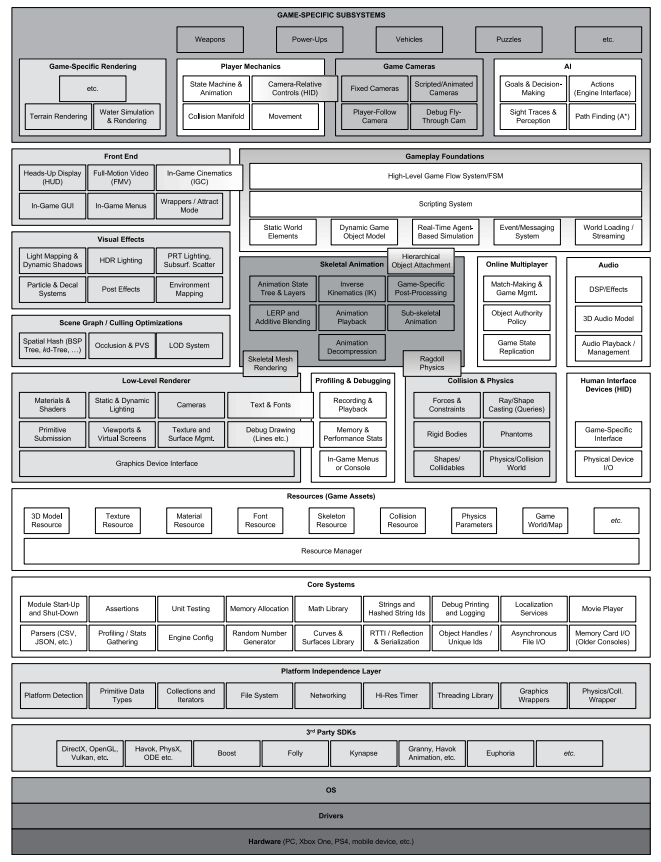 GAME-SPECIFIC SUBSYSTEMS
Weapons
Power-Ups
Vehicles
Puzzles
etc.
Game-Specific Rendering
etc.
Terrain Rendering
Water Simulation
& Rendering
Player Mechanics
State Machine &
Animation
Camera-Relative
Controls (HID)
Collision Manifold
Movement
Game Cameras
Fixed Cameras
Scripted/Animated
Cameras
Player-Follow
Camera
Debug Fly-
Through Cam
AI
Goals & Decision-
Making
Actions
(Engine Interface)
Sight Traces &
Perception
Path Finding (A*)
Front End
Heads-Up Display
(HUD)
Full-Motion Video
(FMV)
In-Game Cinematics
(IGC)
In-Game GUI
In-Game Menus
Wrappers / Attract
Mode
Gameplay Foundations
High-Level Game Flow System/FSM
Scripting System
Static World
Elements
Dynamic Game
Object Model
Real-Time Agent-
Based Simulation
Event/Messaging
System
World Loading /
Streaming
Visual Effects
Light Mapping &
Dynamic Shadows
HDR Lighting
PRT Lighting,
Subsurf. Scatter
Particle & Decal
Systems
Post Effects
Environment
Mapping
Skeletal Animation
Hierarchical
Object Attachment
Animation State
Tree & Layers
Inverse
Kinematics (IK)
Game-Specific
Post-Processing
LERP and
Additive Blending
Animation
Playback
Sub-skeletal
Animation
Animation
Decompression
Skeletal Mesh
Rendering
Ragdoll
Physics
Online Multiplayer
Match-Making &
Game Mgmt.
Object Authority
Policy
Game State
Replication
Audio
DSP/Effects
3D Audio Model
Audio Playback /
Management
Scene Graph / Culling Optimizations
Spatial Hash (BSP
Tree, kd-Tree, ...)
Occlusion & PVS
LOD System
Low-Level Renderer
Materials &
Shaders
Static & Dynamic
Lighting
Cameras
Text & Fonts
Primitive
Submission
Viewports &
Virtual Screens
Texture and
Surface Mgmt.
Debug Drawing
(Lines etc.)
Graphics Device Interface
Profiling & Debugging
Recording &
Playback
Memory &
Performance Stats
In-Game Menus
or Console
Collision & Physics
Forces &
Constraints
Ray/Shape
Casting (Queries)
Rigid Bodies
Phantoms
Shapes/
Collidables
Physics/Collision
World
Human Interface
Devices (HID)
Game-Specific
Interface
Physical Device
I/O
Resources (Game Assets)
3D Model
Resource
Texture
Resource
Material
Resource
Font
Resource
Skeleton
Resource
Collision
Resource
Physics
Parameters
Game
World/Map
etc.
Resource Manager
Core Systems
Module Start-Up
and Shut-Down
Assertions
Unit Testing
Memory Allocation
Math Library
Strings and
Hashed String Ids
Debug Printing
and Logging
Localization
Services
Movie Player
Parsers (CSV,
JSON, etc.)
Profiling / Stats
Gathering
Engine Config
Random Number
Generator
Curves &
Surfaces Library
RTTI / Reflection
& Serialization
Object Handles /
Unique Ids
Asynchronous
File I/O
Memory Card I/O
(Older Consoles)
Platform Independence Layer
Platform Detection
Primitive Data
Types
Collections and
Iterators
File System
Networking
Hi-Res Timer
Threading Library
Graphics
Wrappers
Physics/Coll.
Wrapper
3rd Party SDKs
DirectX, OpenGL,
Vulkan, etc.
Havok, PhysX,
ODE etc.
Boost
Folly
Kynapse
Granny, Havok
Animation, etc.
Euphoria
etc.
OS
Drivers
Hardware (PC, Xbox One, PS4, mobile device, etc.)